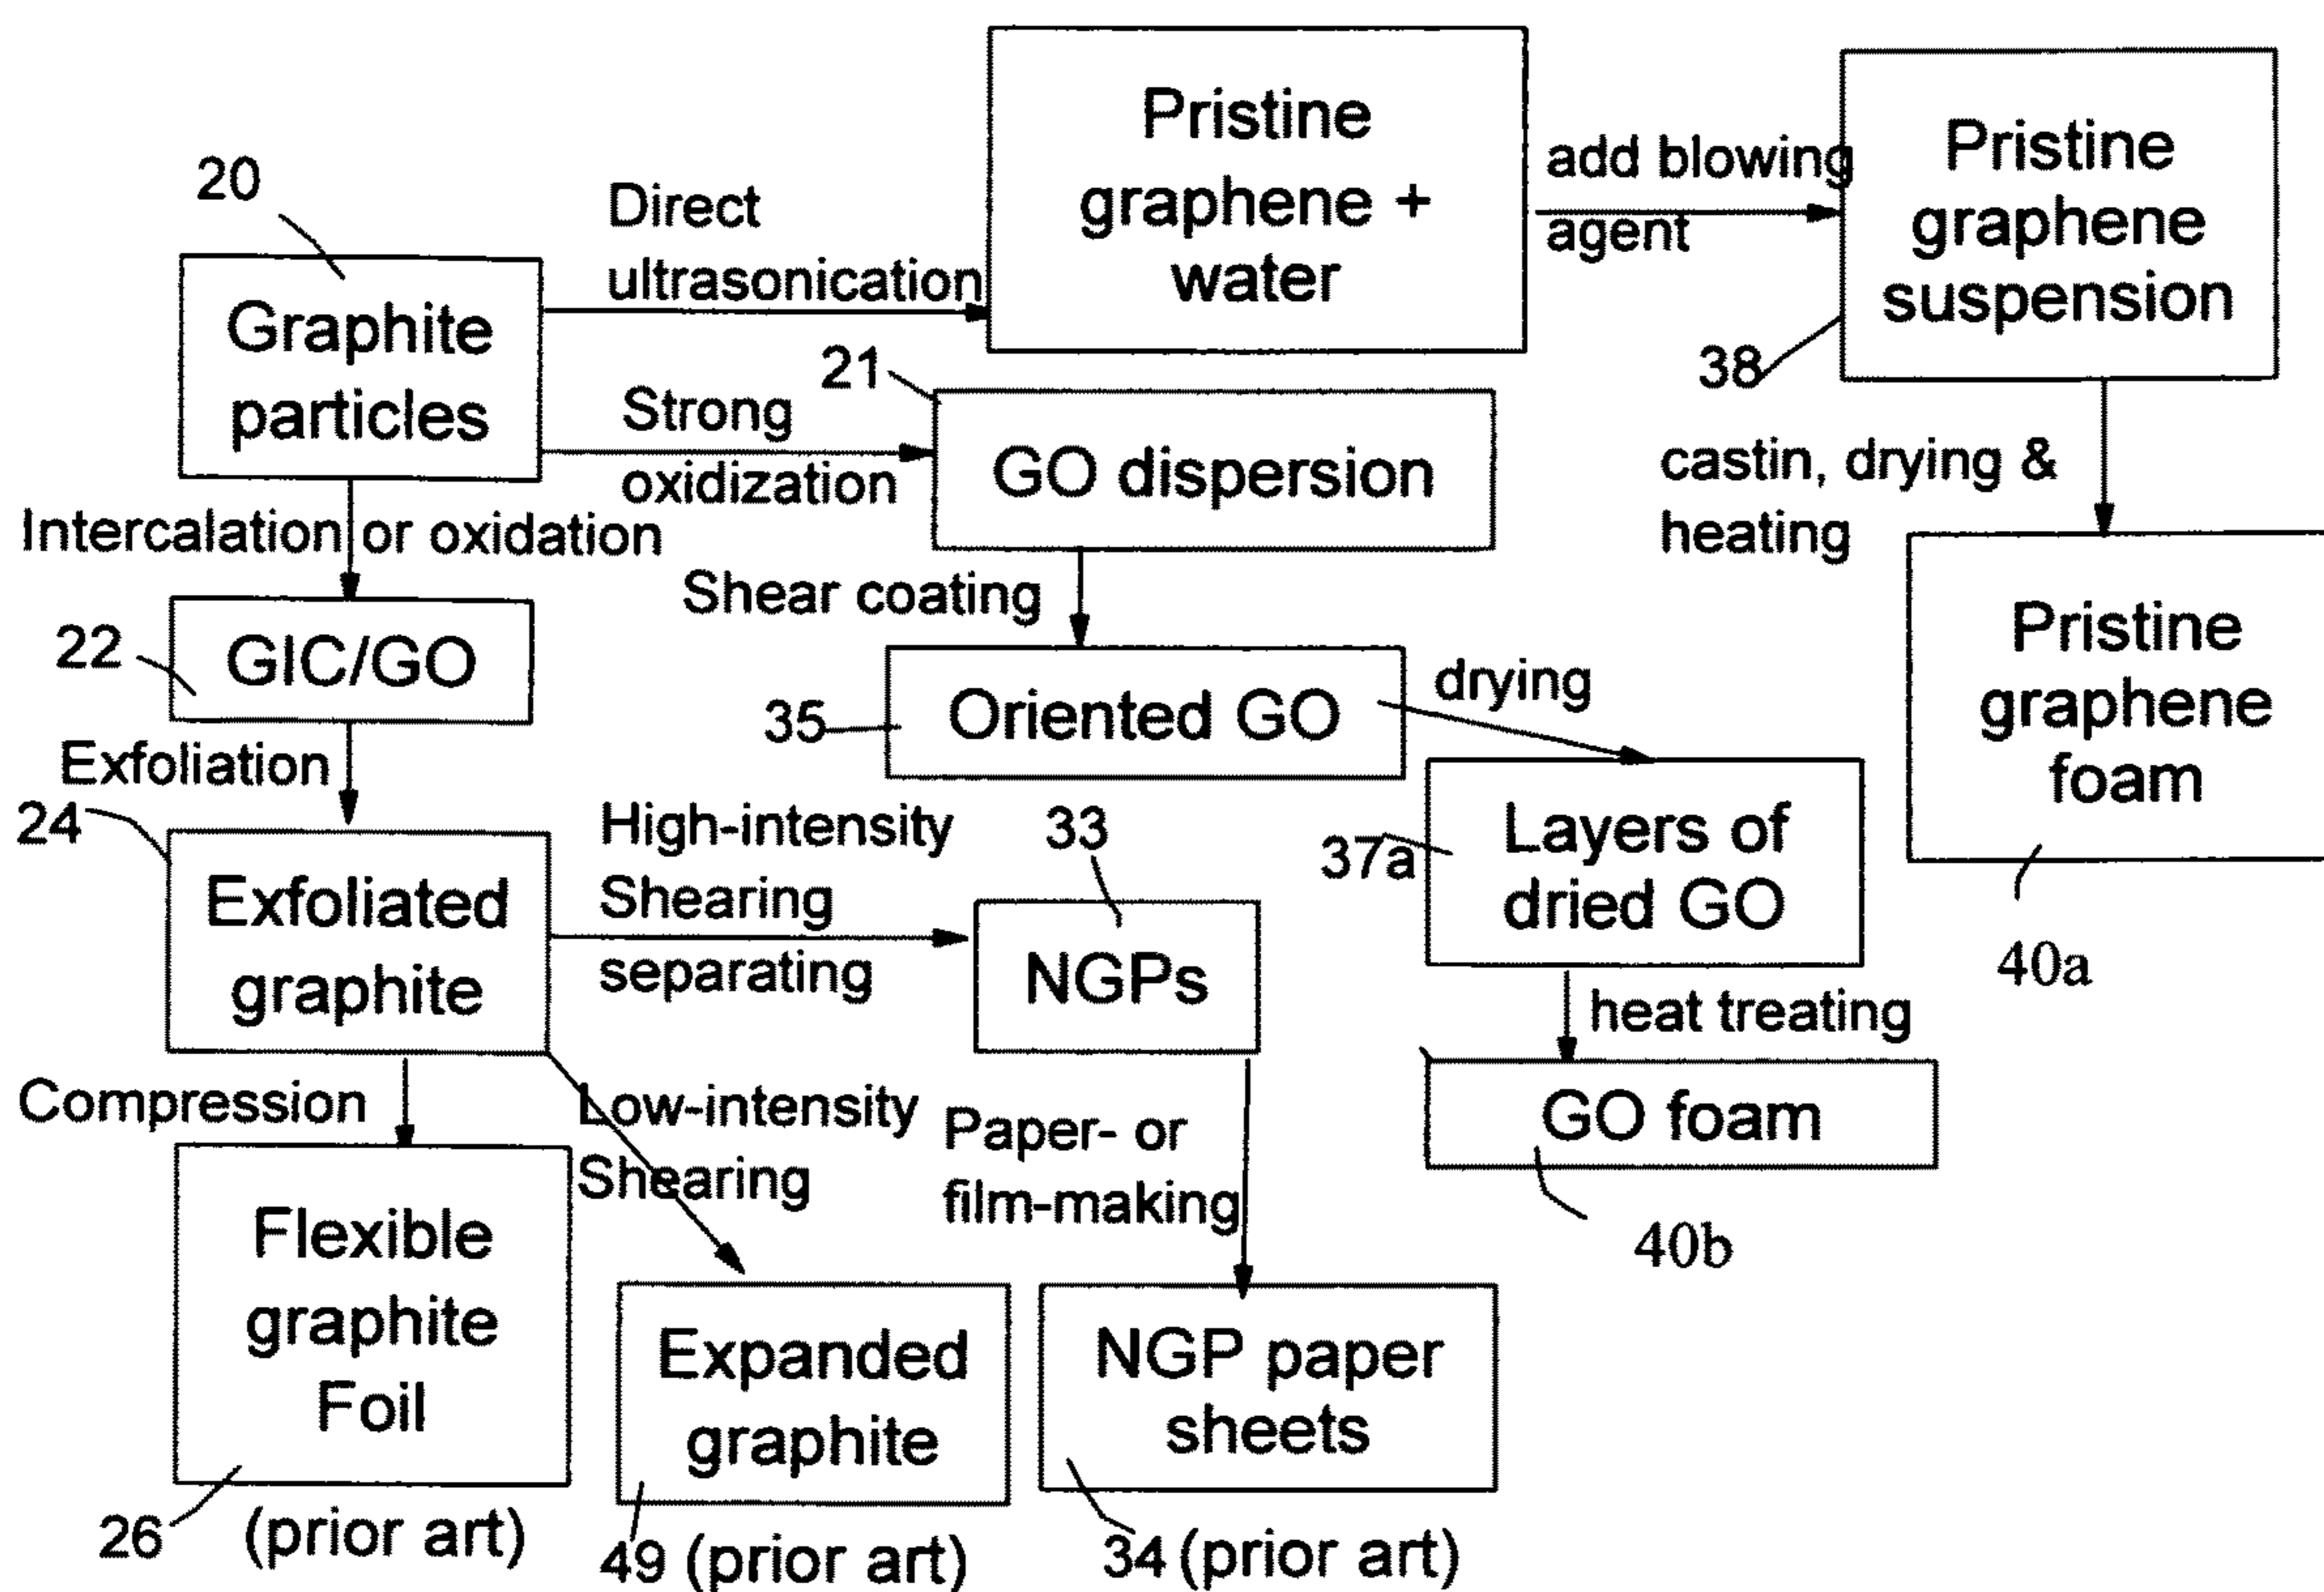 20
Graphite
particles
Direct
ultrasonication
Pristine
graphene +
water
add blowing
agent
Pristine
graphene
suspension
38
Strong
oxidization
21
GO dispersion
castin, drying &
heating
Pristine
graphene
foam
40a
Intercalation or oxidation
22
GIC/GO
Shear coating
35
Oriented GO
drying
37a
Layers of
dried GO
heat treating
GO foam
40b
Exfoliation
24
Exfoliated
graphite
High-intensity
Shearing
separating
33
NGPs
Compression
Low-intensity
Shearing
Paper- or
film-making
Flexible
graphite
Foil
26
(prior art)
Expanded
graphite
49 (prior art)
NGP paper
sheets
34 (prior art)